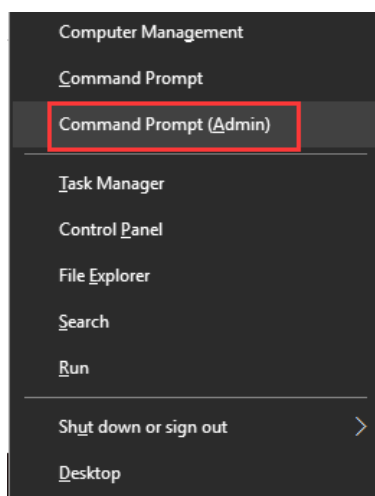 Computer Management
Command Prompt
Command Prompt (Admin)
Task Manager
Control Panel
File Explorer
Search
Run
Shut down or sign out
Desktop